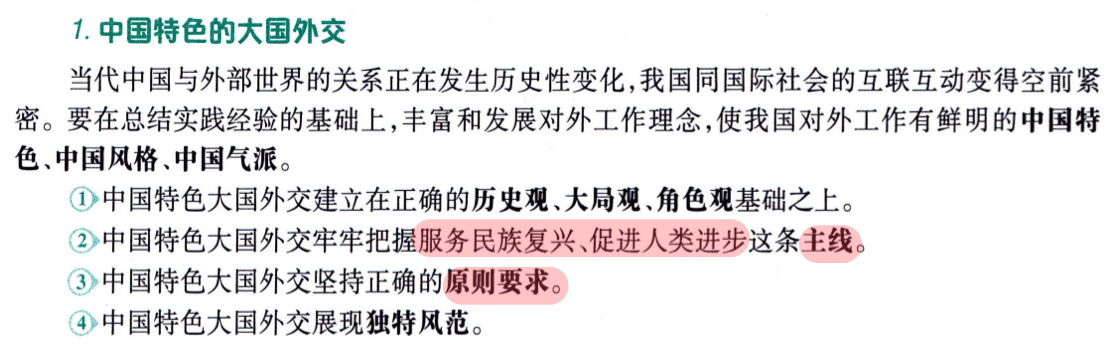 1. 中国特色的大国外交
当代中国与外部世界的关系正在发生历史性变化,我国同国际社会的互联互动变得空前紧
密。要在总结实践经验的基础上,丰富和发展对外工作理念,使我国对外工作有鲜明的中国特
色、中国风格、中国气派。
①中国特色大国外交建立在正确的历史观、大局观、角色观基础之上。
②中国特色大国外交牢牢把握服务民族复兴、促进人类进步这条主线。
③中国特色大国外交坚持正确的原则要求。
④中国特色大国外交展现独特风范。